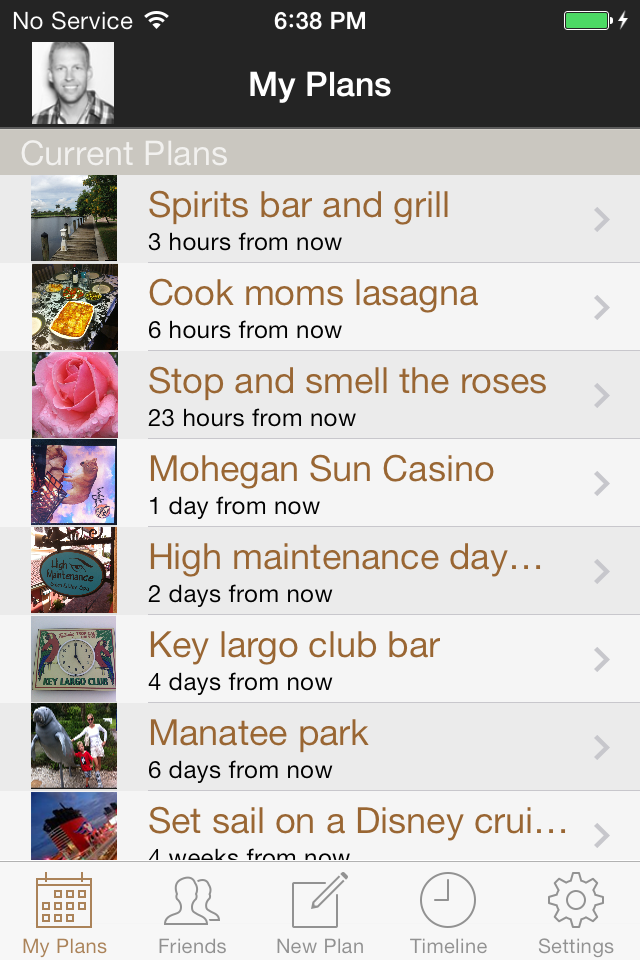 No Service 6:38 PM
My Plans
Current Plans
Spirits bar and grill
3 hours from now
Cook moms lasagna
6 hours from now
Stop and smell the roses
23 hours from now
Mohegan Sun Casino
1 day from now
High Maintenance
High maintenance day...
2 days from now
KEY LARGO CLUB
Key largo club bar
4 days from now
Manatee park
6 days from now
Set sail on a Disney crui...
4 weeks from now
My Plans Friends New Plan Timeline Settings